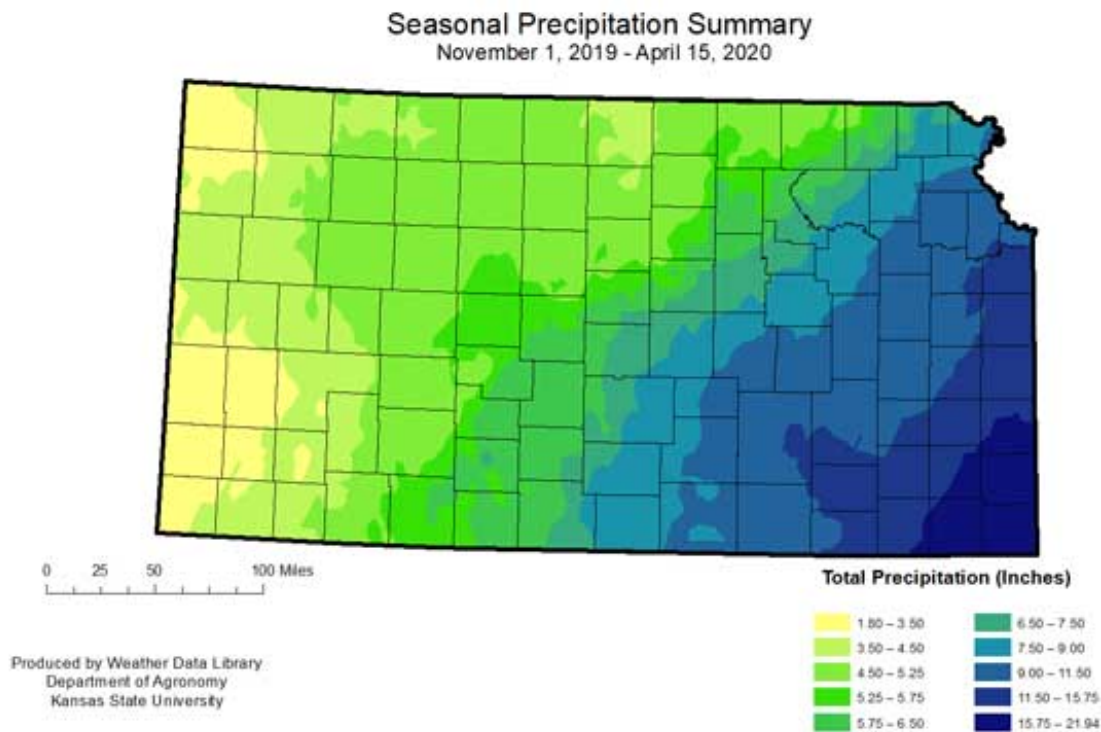 Seasonal Precipitation Summary
November 1, 2019 - April 15, 2020
0 25 50 100 Miles
Produced by Weather Data Library
Department of Agronomy
Kansas State University
Total Precipitation (Inches)
1.80 – 3.50
3.50 – 4.50
4.50 – 5.25
5.25 – 5.75
5.75 – 6.50
6.50 – 7.50
7.50 – 9.00
9.00 – 11.50
11.50 – 15.75
15.75 – 21.94